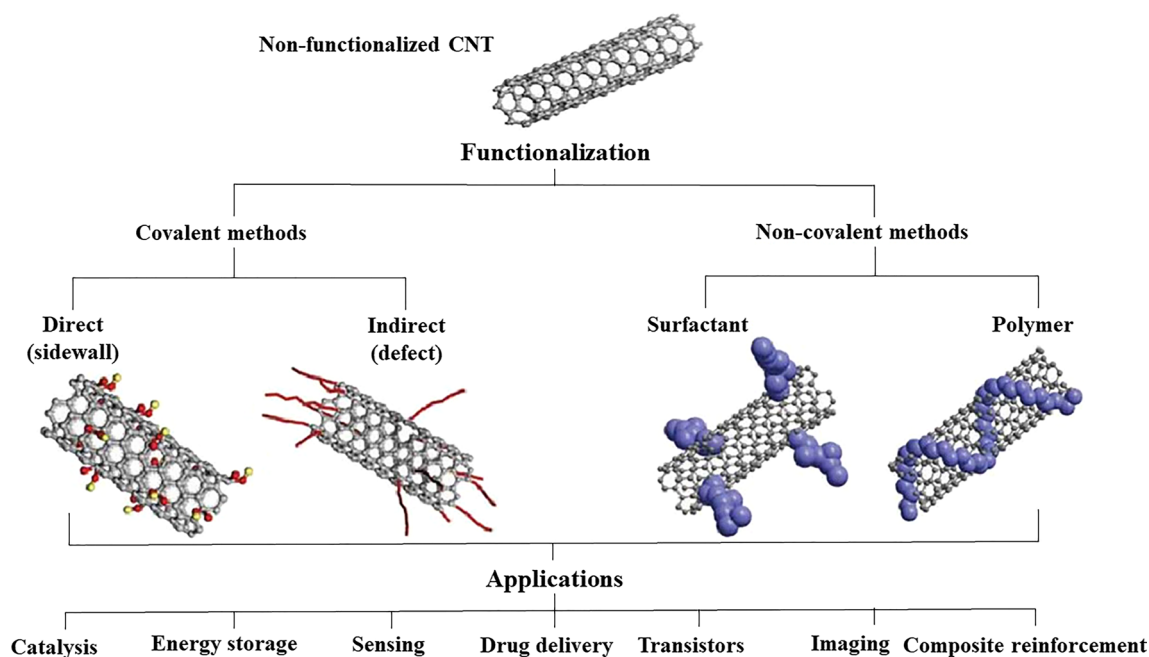 Non-functionalized CNT
Functionalization
Covalent methods
Non-covalent methods
Direct
(sidewall)
Indirect
(defect)
Surfactant
Polymer
Applications
Catalysis
Energy storage
Sensing
Drug delivery
Transistors
Imaging
Composite reinforcement